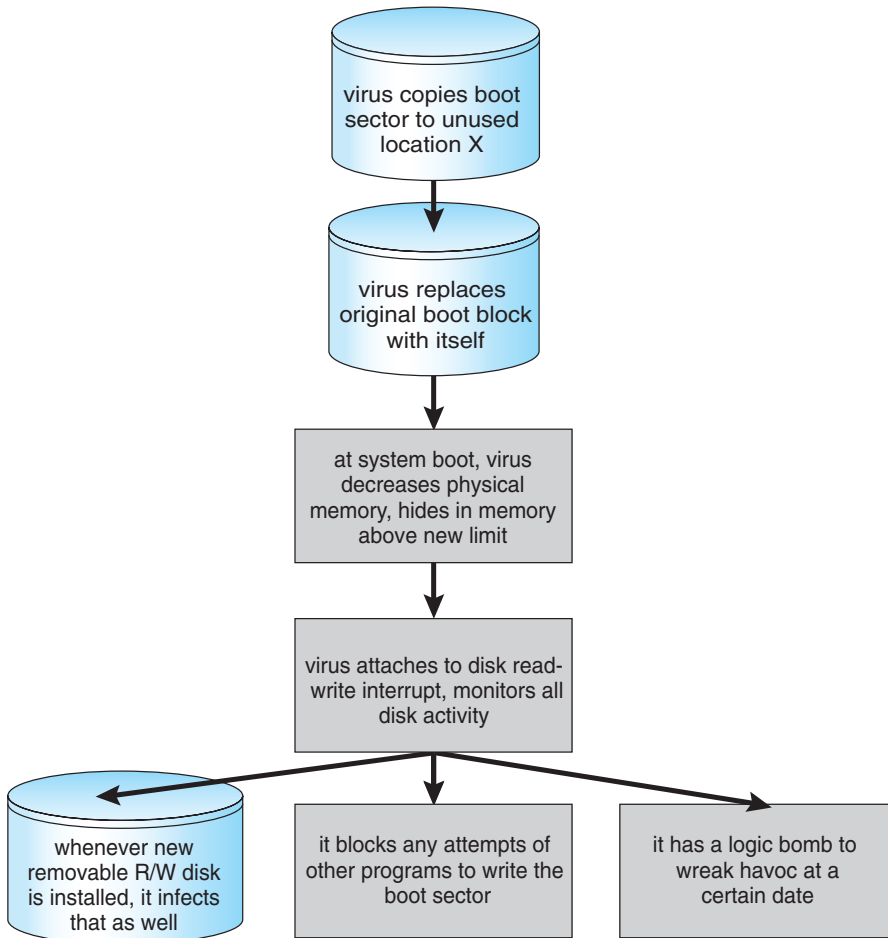 virus copies boot
sector to unused
location X
virus replaces
original boot block
with itself
at system boot, virus
decreases physical
memory, hides in memory
above new limit
virus attaches to disk read-
write interrupt, monitors all
disk activity
whenever new
removable R/W disk
is installed, it infects
that as well
it blocks any attempts of
other programs to write the
boot sector
it has a logic bomb to
wreak havoc at a
certain date